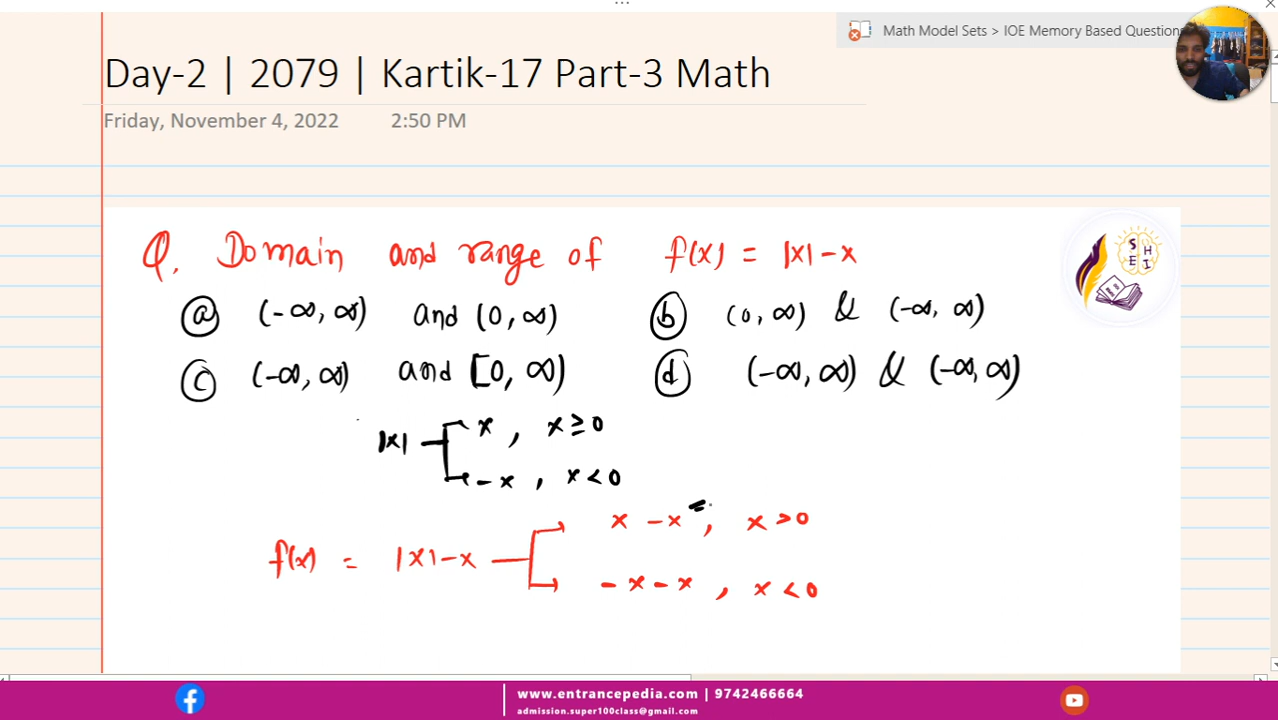 ...
Math Model Sets > IOE Memory Based Question
Day-2 | 2079 | Kartik-17 Part-3 Math
Friday, November 4, 2022 2:50 PM
Q. Domain and range of f(x) = |x| - x
SHEI
(a) (-∞, ∞) and (0, ∞) (b) (0, ∞) & (-∞, ∞)
(c) (-∞, ∞) and [0, ∞) (d) (-∞, ∞) & (-∞, ∞)
|x| x , x ≥ 0
-x , x < 0
f(x) = |x| - x x - x , x > 0
-x - x , x < 0
www.entrancepedia.com | 9742466664
admission.super100class@gmail.com